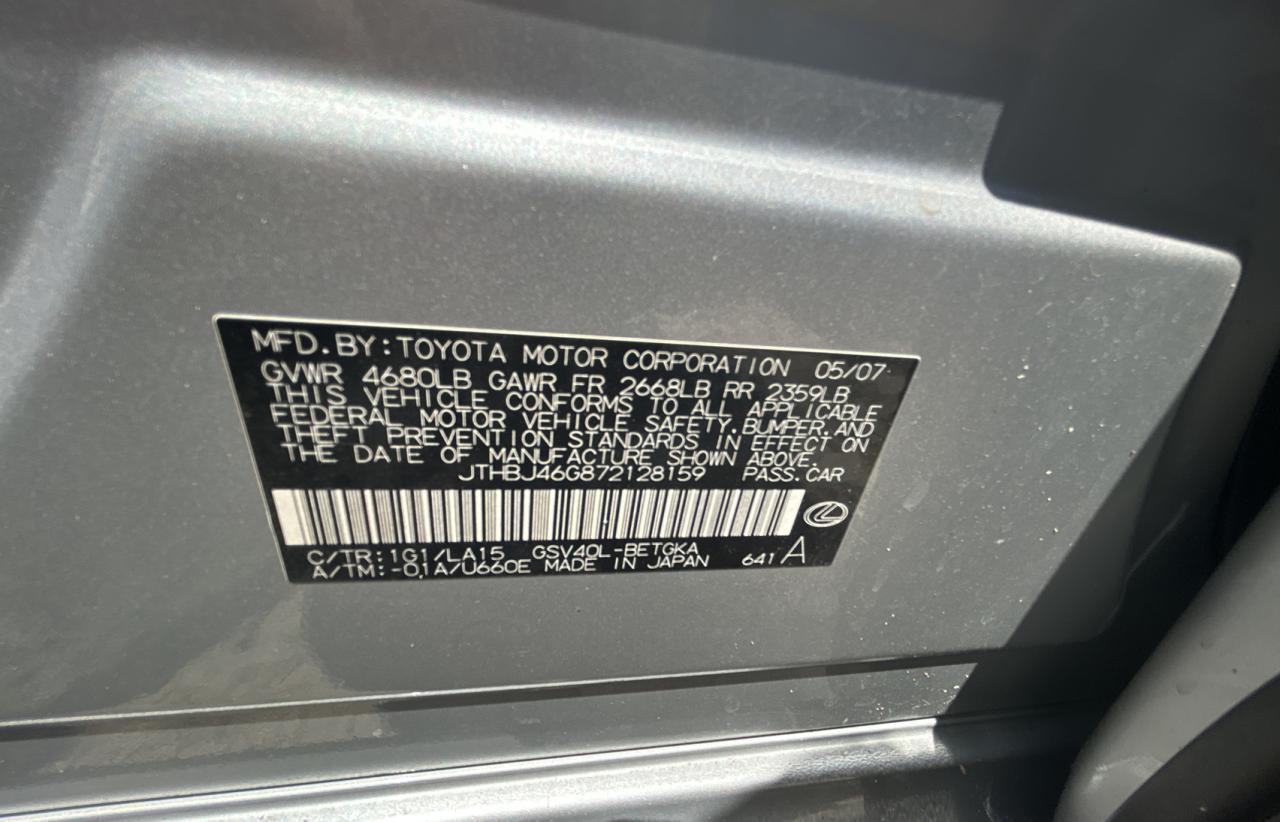 MFD.BY:TOYOTA MOTOR CORPORATION 05/07
GVWR 4680LB GAWR FR 2668LB RR 2359LB
THIS VEHICLE CONFORMS TO ALL APPLICABLE
FEDERAL MOTOR VEHICLE SAFETY,BUMPER,AND
THEFT PREVENTION STANDARDS IN EFFECT ON
THE DATE OF MANUFACTURE SHOWN ABOVE.
JTHBJ46G872128159 PASS.CAR
C/TR:1G1/LA15 GSV40L-BETGKA
A/TM:-01A/U660E MADE IN JAPAN 641 A